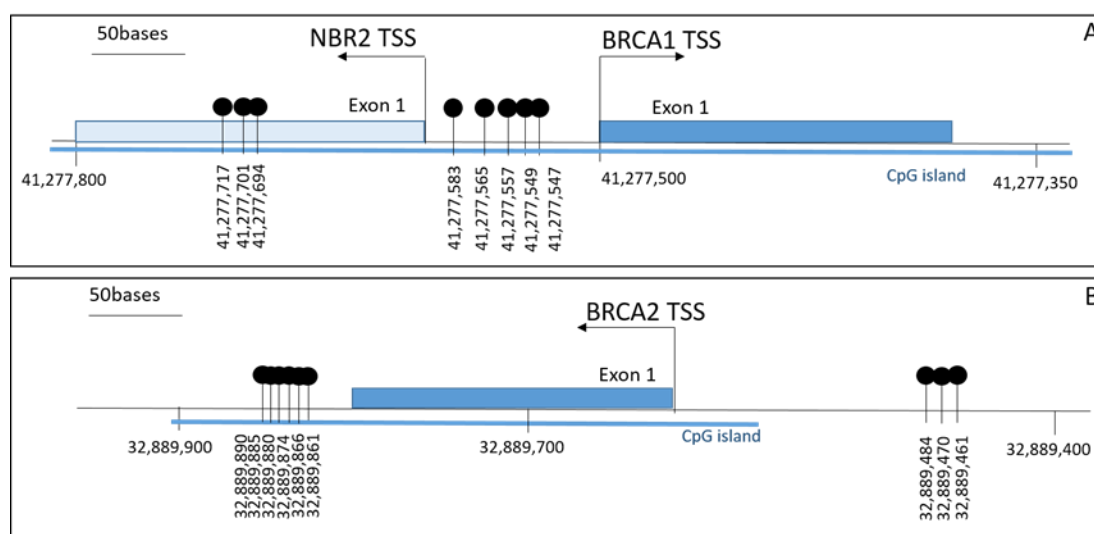 A
50bases
NBR2 TSS
BRCA1 TSS
Exon 1
Exon 1
41,277,800
41,277,717
41,277,701
41,277,694
41,277,583
41,277,565
41,277,557
41,277,549
41,277,547
41,277,500
CpG island
41,277,350
B
50bases
BRCA2 TSS
Exon 1
32,889,900
32,889,890
32,889,885
32,889,880
32,889,874
32,889,866
32,889,861
32,889,700
CpG island
32,889,484
32,889,470
32,889,461
32,889,400